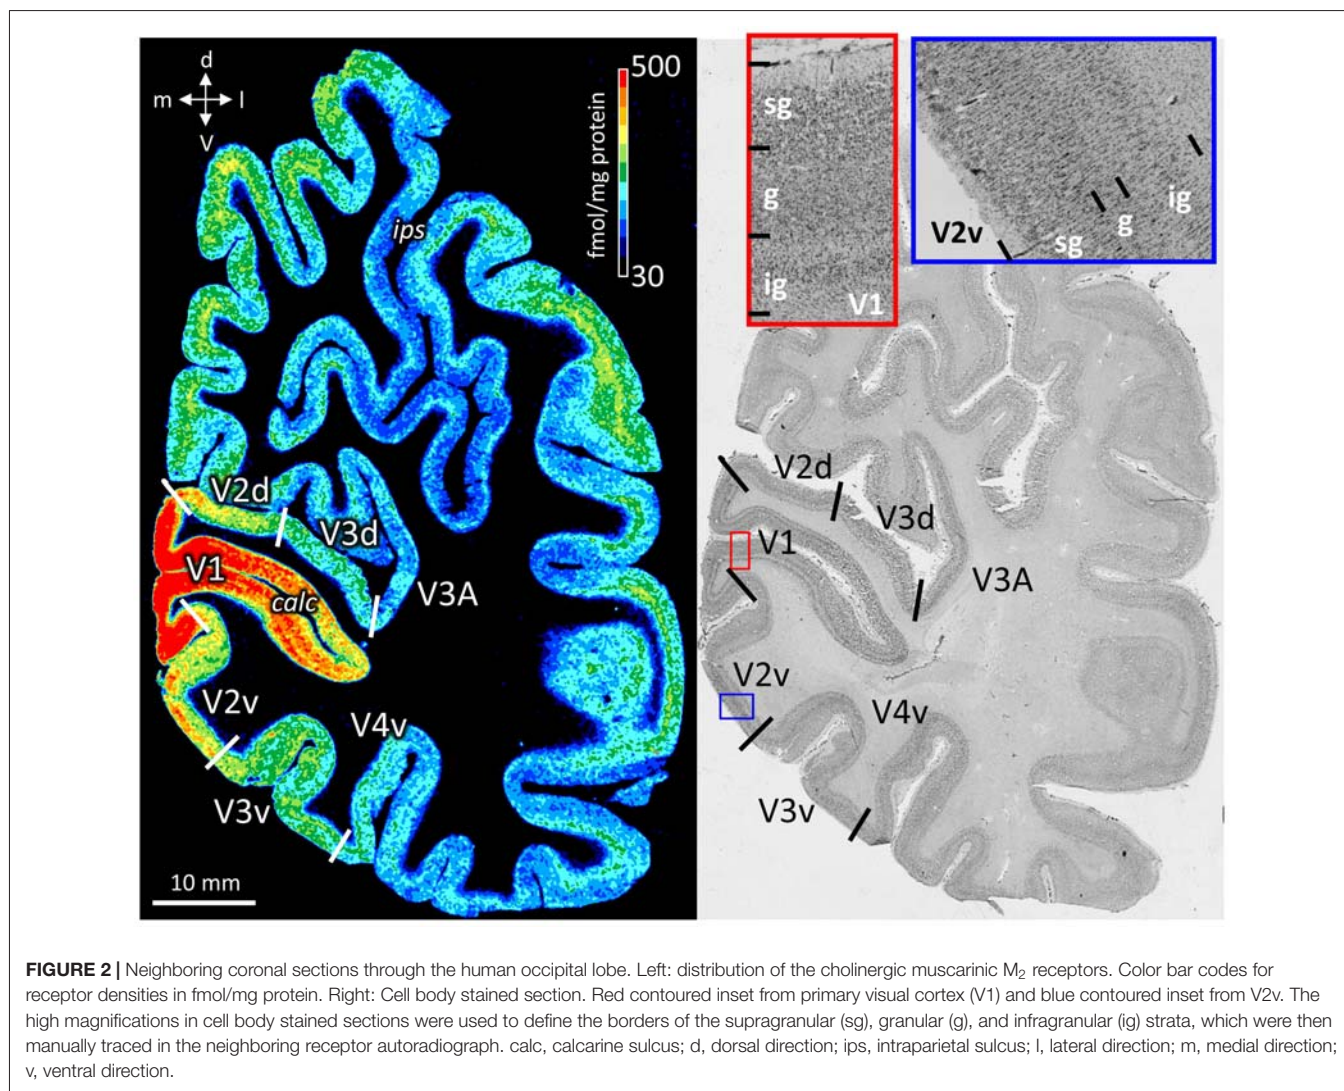 d
m
l
v
500
fmol/mg protein
30
ips
V2d
V3d
V1
calc
V3A
V2v
V4v
V3v
10 mm
sg
g
ig
V1
V2v
sg
g
ig
V2d
V3d
V1
V3A
V2v
V4v
V3v
FIGURE 2 | Neighboring coronal sections through the human occipital lobe. Left: distribution of the cholinergic muscarinic M₂ receptors. Color bar codes for
receptor densities in fmol/mg protein. Right: Cell body stained section. Red contoured inset from primary visual cortex (V1) and blue contoured inset from V2v. The
high magnifications in cell body stained sections were used to define the borders of the supragranular (sg), granular (g), and infragranular (ig) strata, which were then
manually traced in the neighboring receptor autoradiograph. calc, calcarine sulcus; d, dorsal direction; ips, intraparietal sulcus; l, lateral direction; m, medial direction;
v, ventral direction.